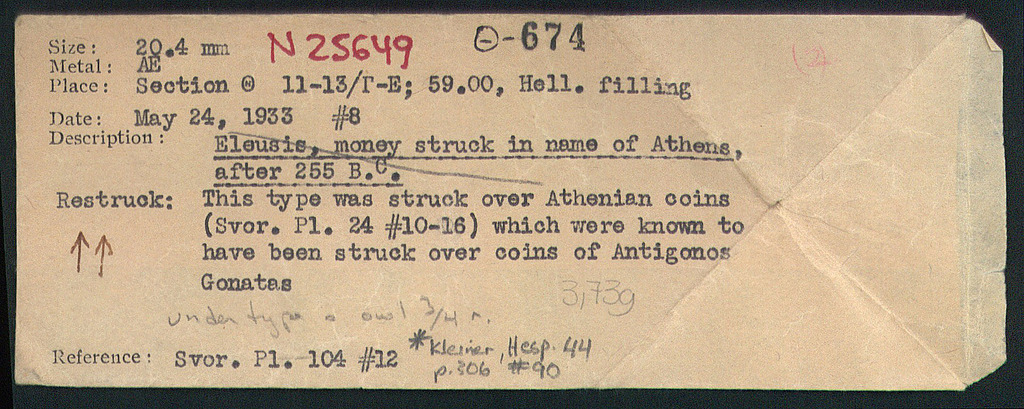 Size: 20.4 mm N 25649 Θ-674
Metal: AE
Place: Section Θ 11-13/Γ-E; 59.00, Hell. filling
Date: May 24, 1933 #8
Description: Eleusis, money struck in name of Athens,
after 255 B.C.
Restruck: This type was struck over Athenian coins
(Svor. Pl. 24 #10-16) which were known to
↑↑ have been struck over coins of Antigonos
Gonatas
3,73g
under type owl 3/4 r.
Reference: Svor. Pl. 104 #12 *Kleiner, Hesp. 44
p.306 #90